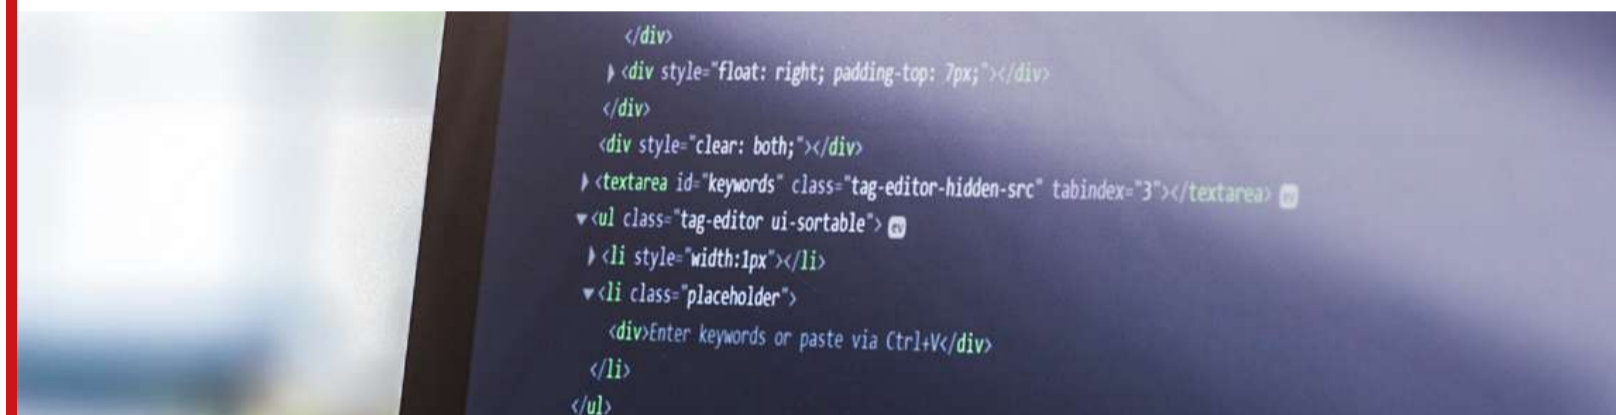 </div>
<div style="float: right; padding-top: 7px;"></div>
</div>
<div style="clear: both;"></div>
<textarea id="keywords" class="tag-editor-hidden-src" tabindex="3"></textarea> ev
<ul class="tag-editor ui-sortable"> ev
<li style="width:1px"></li>
<li class="placeholder">
<div>Enter keywords or paste via Ctrl+V</div>
</li>
</ul>